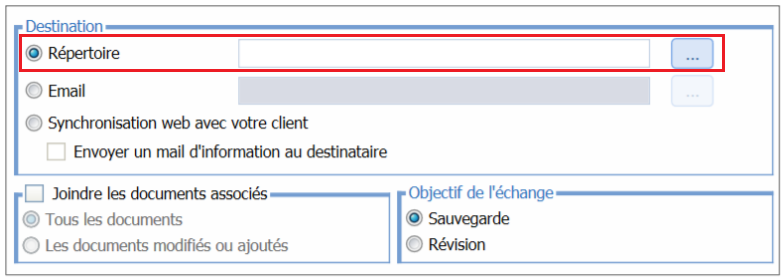 Destination
Répertoire ...
Email ...
Synchronisation web avec votre client
Envoyer un mail d'information au destinataire
Joindre les documents associés
Tous les documents
Les documents modifiés ou ajoutés
Objectif de l'échange
Sauvegarde
Révision